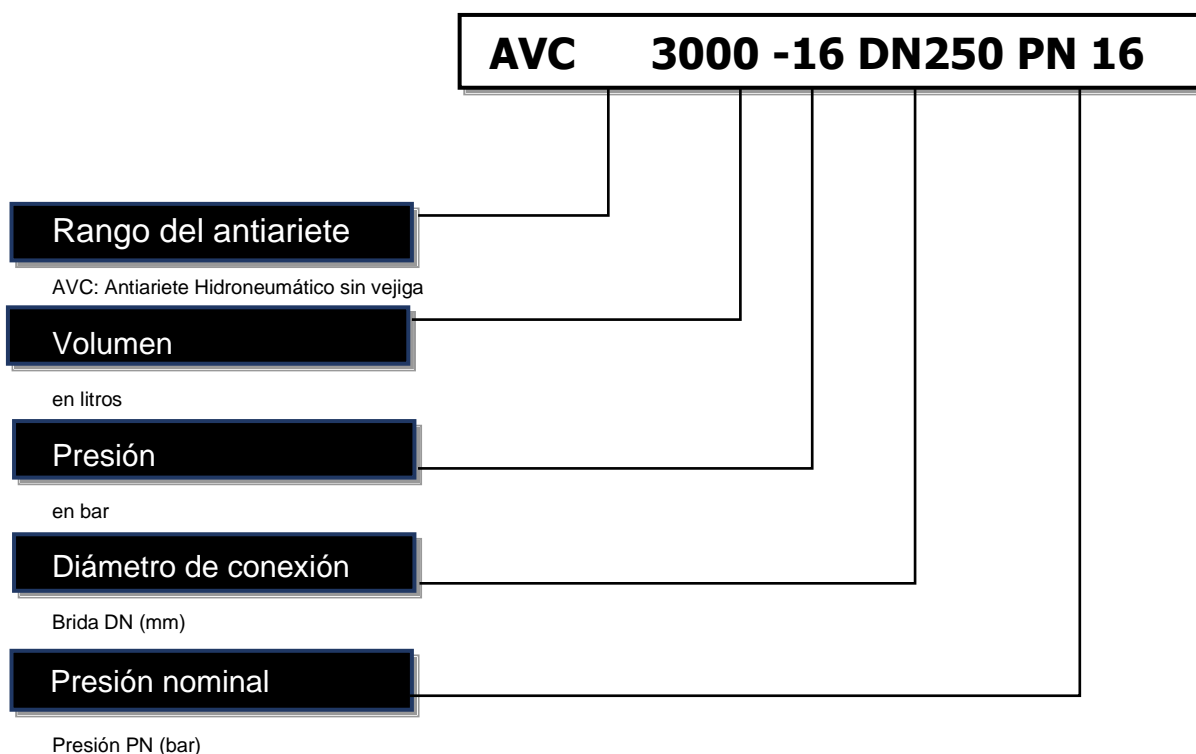 AVC 3000 -16 DN250 PN 16
Rango del antiariete
AVC: Antiariete Hidroneumático sin vejiga
Volumen
en litros
Presión
en bar
Diámetro de conexión
Brida DN (mm)
Presión nominal
Presión PN (bar)